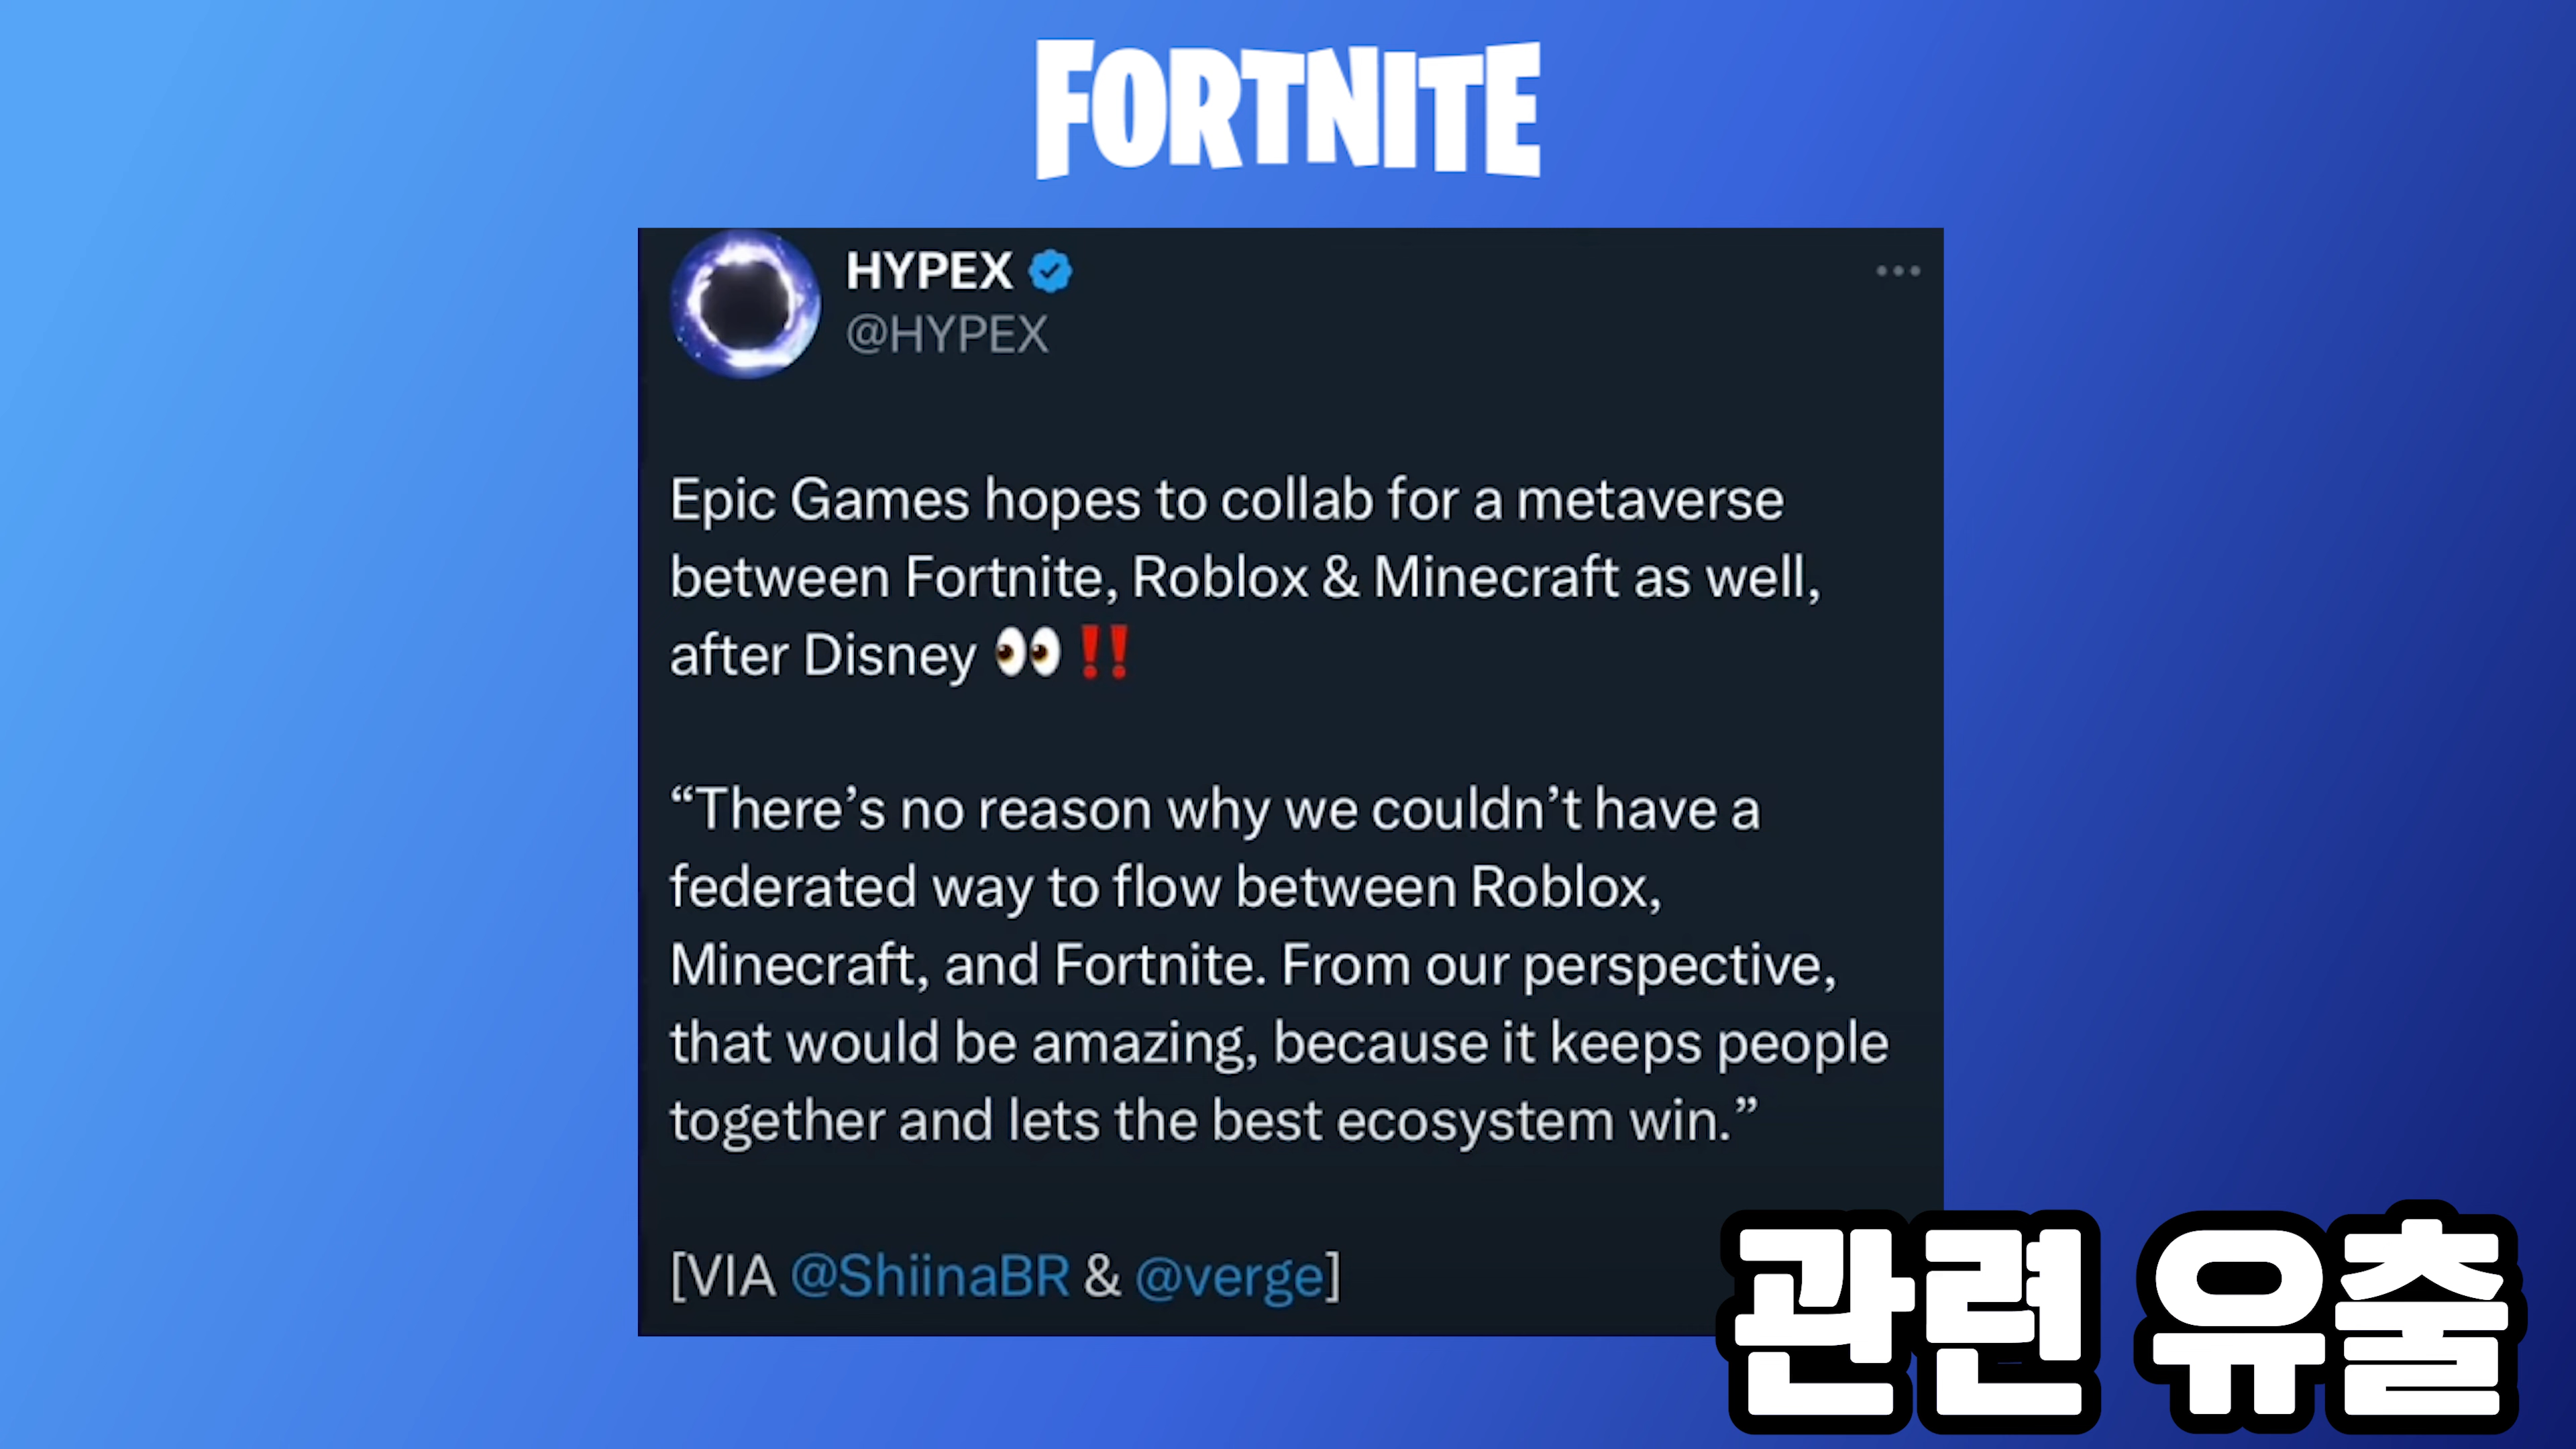 FORTNITE
HYPEX
@HYPEX
Epic Games hopes to collab for a metaverse
between Fortnite, Roblox & Minecraft as well,
after Disney 👀‼️
“There’s no reason why we couldn’t have a
federated way to flow between Roblox,
Minecraft, and Fortnite. From our perspective,
that would be amazing, because it keeps people
together and lets the best ecosystem win.”
[VIA @ShiinaBR & @verge]
관련 유출